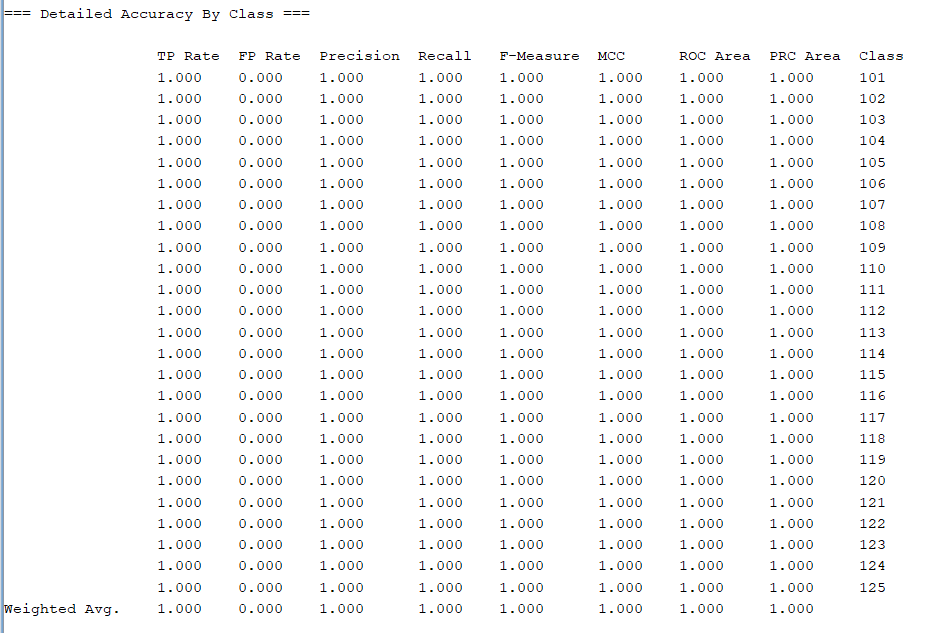 === Detailed Accuracy By Class ===
TP Rate FP Rate Precision Recall F-Measure MCC ROC Area PRC Area Class
1.000 0.000 1.000 1.000 1.000 1.000 1.000 1.000 101
1.000 0.000 1.000 1.000 1.000 1.000 1.000 1.000 102
1.000 0.000 1.000 1.000 1.000 1.000 1.000 1.000 103
1.000 0.000 1.000 1.000 1.000 1.000 1.000 1.000 104
1.000 0.000 1.000 1.000 1.000 1.000 1.000 1.000 105
1.000 0.000 1.000 1.000 1.000 1.000 1.000 1.000 106
1.000 0.000 1.000 1.000 1.000 1.000 1.000 1.000 107
1.000 0.000 1.000 1.000 1.000 1.000 1.000 1.000 108
1.000 0.000 1.000 1.000 1.000 1.000 1.000 1.000 109
1.000 0.000 1.000 1.000 1.000 1.000 1.000 1.000 110
1.000 0.000 1.000 1.000 1.000 1.000 1.000 1.000 111
1.000 0.000 1.000 1.000 1.000 1.000 1.000 1.000 112
1.000 0.000 1.000 1.000 1.000 1.000 1.000 1.000 113
1.000 0.000 1.000 1.000 1.000 1.000 1.000 1.000 114
1.000 0.000 1.000 1.000 1.000 1.000 1.000 1.000 115
1.000 0.000 1.000 1.000 1.000 1.000 1.000 1.000 116
1.000 0.000 1.000 1.000 1.000 1.000 1.000 1.000 117
1.000 0.000 1.000 1.000 1.000 1.000 1.000 1.000 118
1.000 0.000 1.000 1.000 1.000 1.000 1.000 1.000 119
1.000 0.000 1.000 1.000 1.000 1.000 1.000 1.000 120
1.000 0.000 1.000 1.000 1.000 1.000 1.000 1.000 121
1.000 0.000 1.000 1.000 1.000 1.000 1.000 1.000 122
1.000 0.000 1.000 1.000 1.000 1.000 1.000 1.000 123
1.000 0.000 1.000 1.000 1.000 1.000 1.000 1.000 124
1.000 0.000 1.000 1.000 1.000 1.000 1.000 1.000 125
Weighted Avg. 1.000 0.000 1.000 1.000 1.000 1.000 1.000 1.000